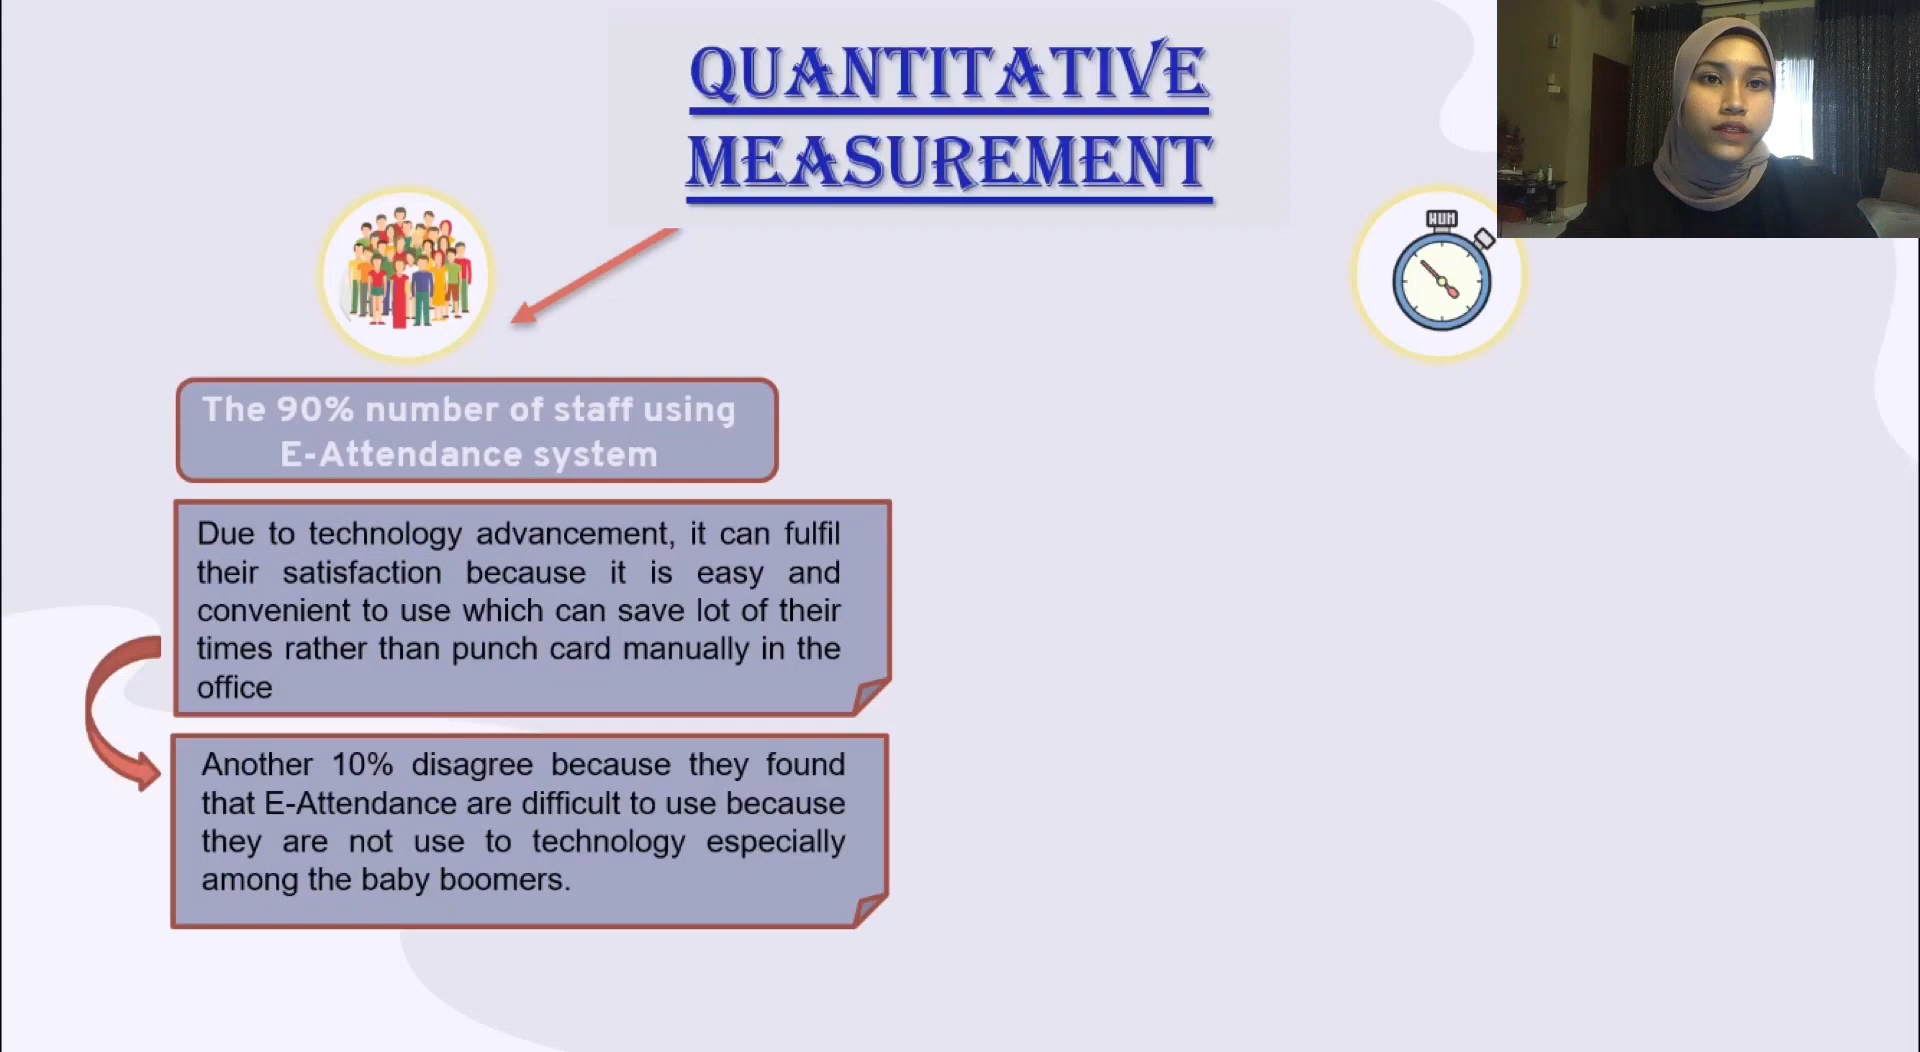 QUANTITATIVE
MEASUREMENT
The 90% number of staff using
E-Attendance system
Due to technology advancement, it can fulfil
their satisfaction because it is easy and
convenient to use which can save lot of their
times rather than punch card manually in the
office
Another 10% disagree because they found
that E-Attendance are difficult to use because
they are not use to technology especially
among the baby boomers.